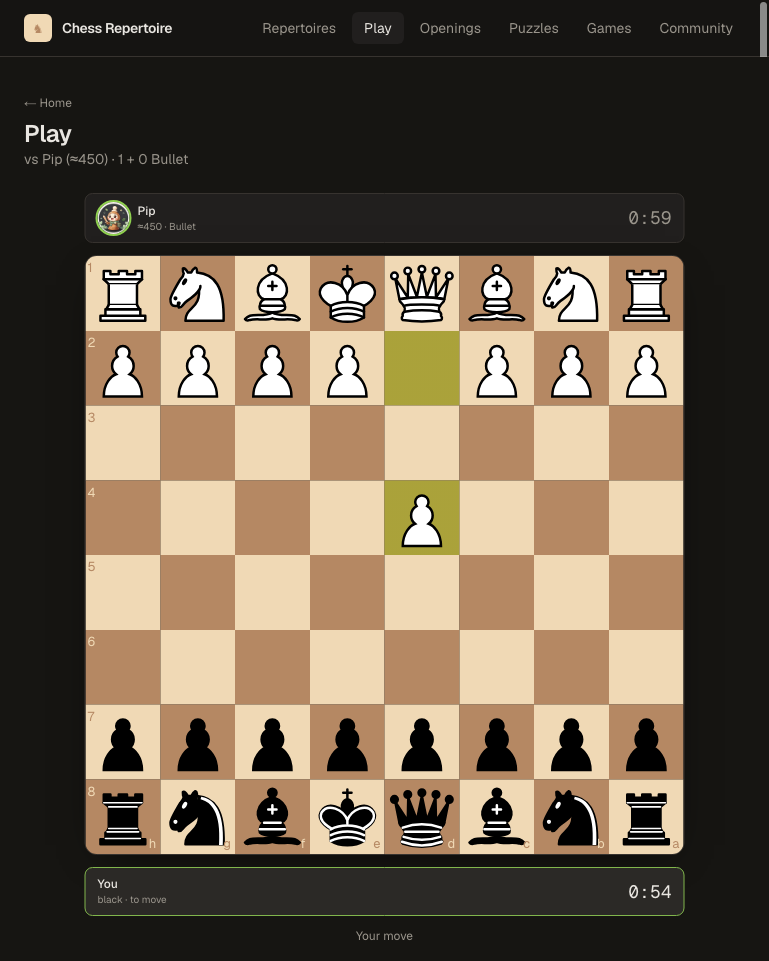 Chess Repertoire Repertoires Play Openings Puzzles Games Community
← Home
Play
vs Pip (≈450) · 1 + 0 Bullet
Pip
≈450 · Bullet
0:59
1
2
3
4
5
6
7
8
h g f e d c b a
You
black · to move
0:54
Your move